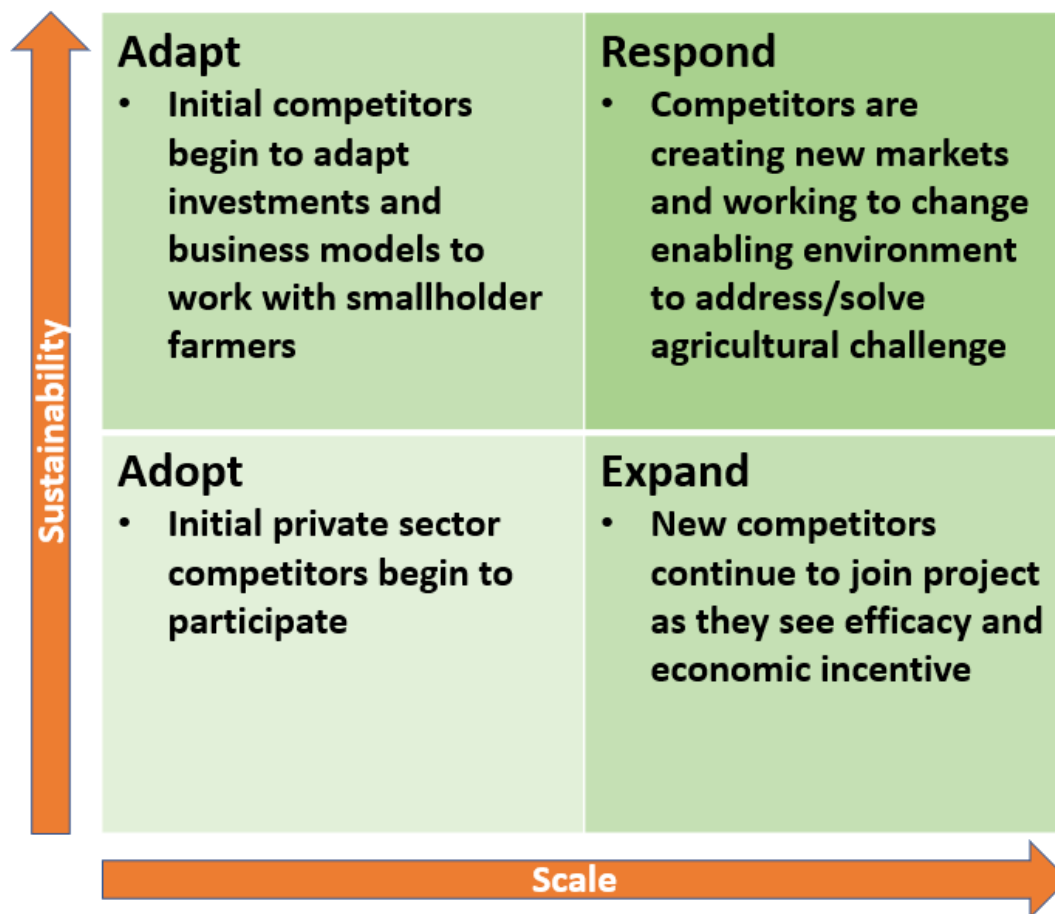 Adapt
• Initial competitors
begin to adapt
investments and
business models to
work with smallholder
farmers
Respond
• Competitors are
creating new markets
and working to change
enabling environment
to address/solve
agricultural challenge
Sustainability
Adopt
• Initial private sector
competitors begin to
participate
Expand
• New competitors
continue to join project
as they see efficacy and
economic incentive
Scale